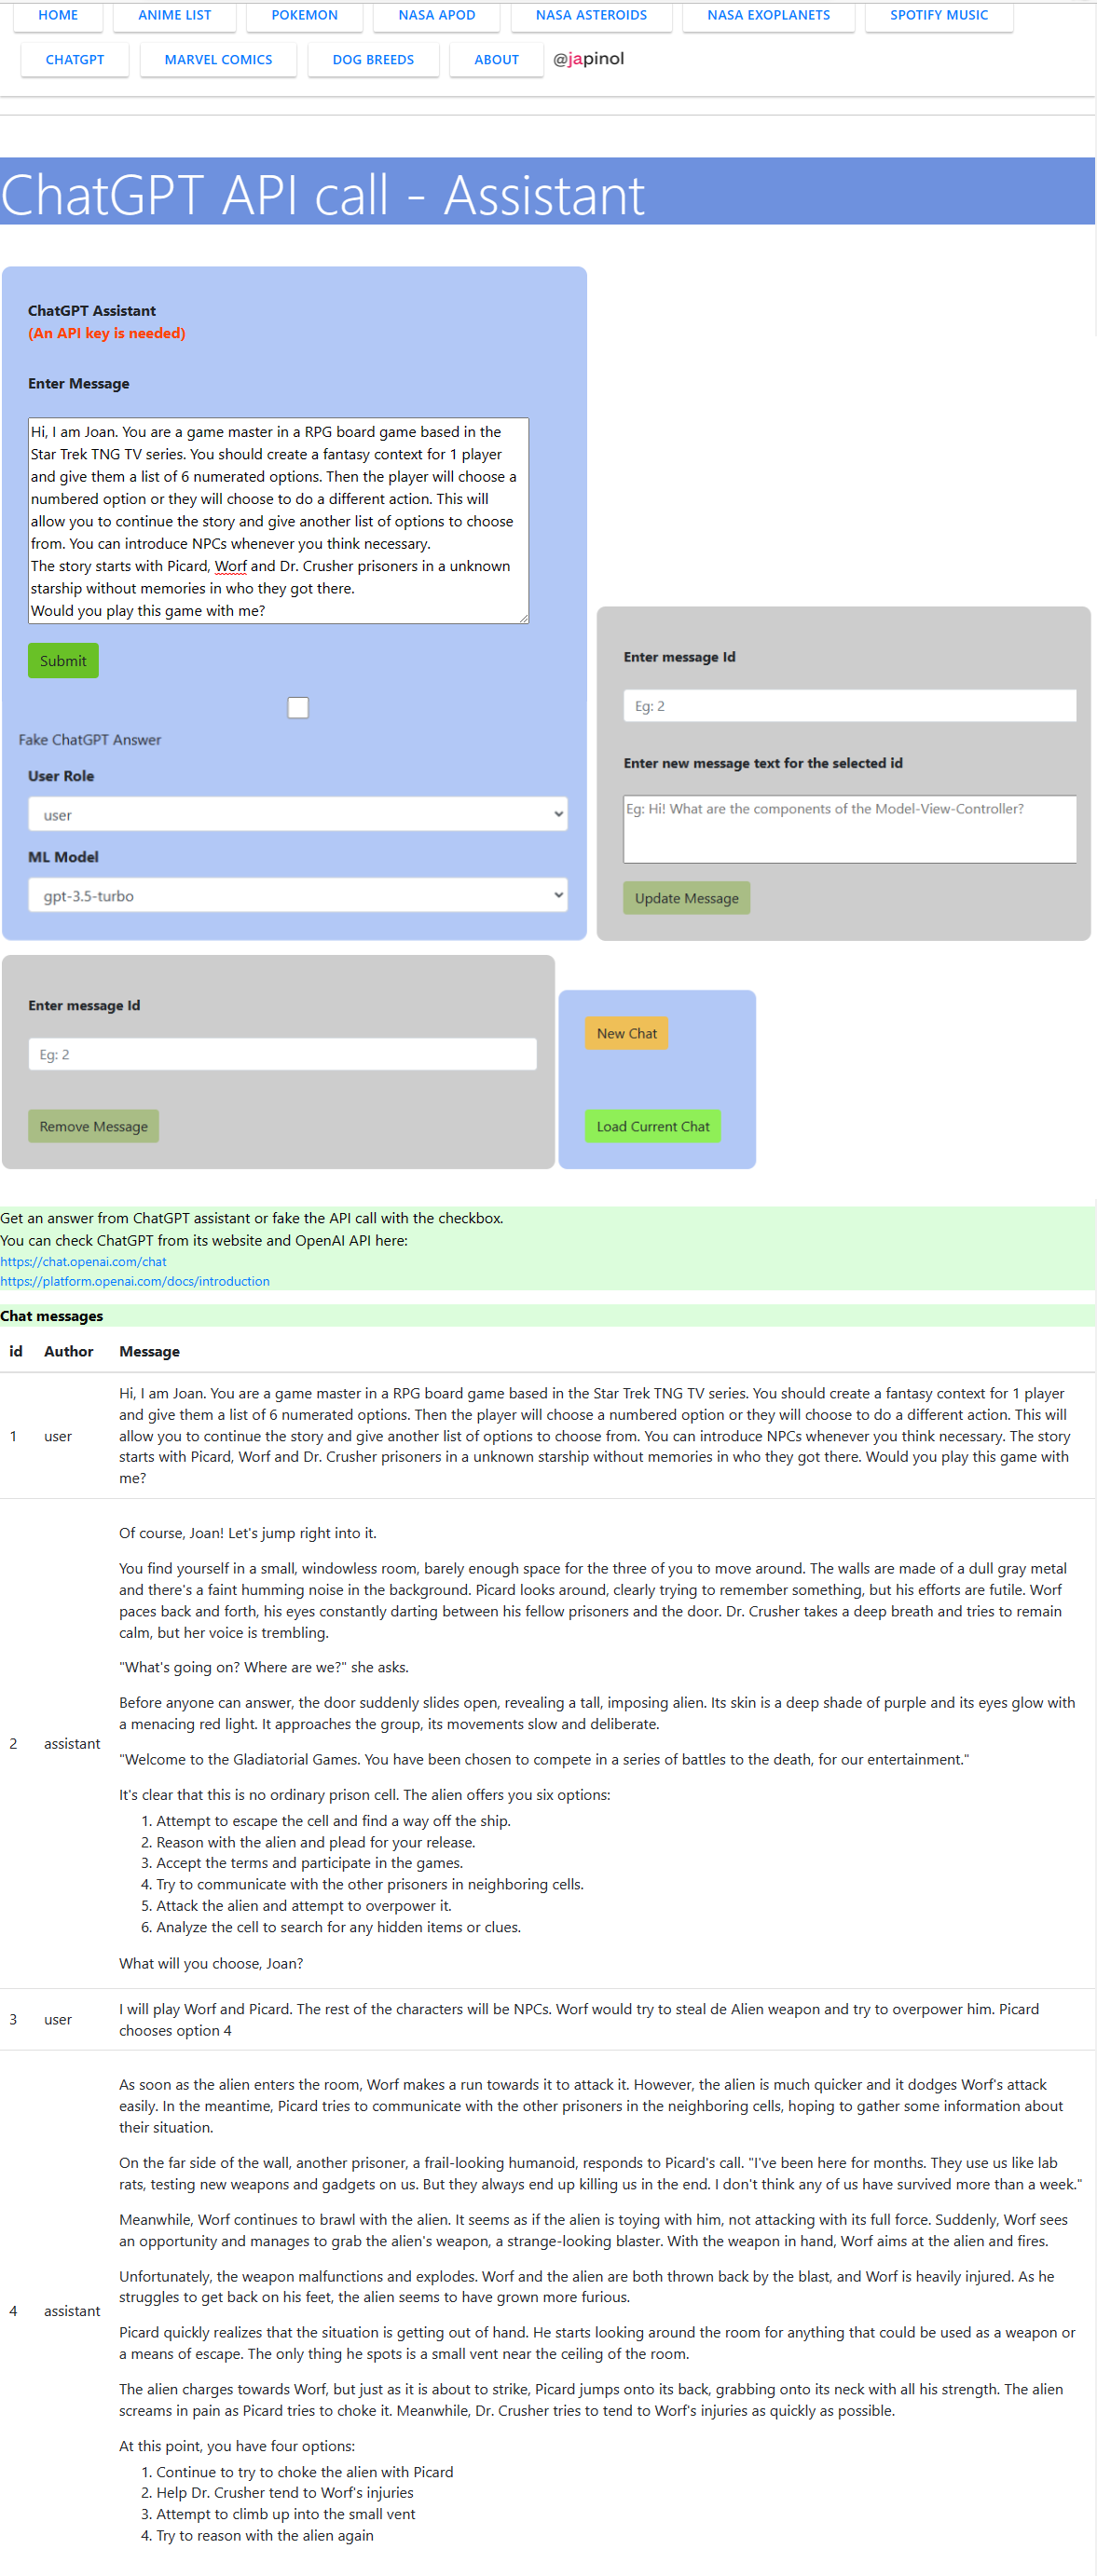 HOME ANIME LIST POKEMON NASA APOD NASA ASTEROIDS NASA EXOPLANETS SPOTIFY MUSIC
CHATGPT MARVEL COMICS DOG BREEDS ABOUT @japinol
ChatGPT API call - Assistant
ChatGPT Assistant
(An API key is needed)
Enter Message
Hi, I am Joan. You are a game master in a RPG board game based in the
Star Trek TNG TV series. You should create a fantasy context for 1 player
and give them a list of 6 numerated options. Then the player will choose a
numbered option or they will choose to do a different action. This will
allow you to continue the story and give another list of options to choose
from. You can introduce NPCs whenever you think necessary.
The story starts with Picard, Worf and Dr. Crusher prisoners in a unknown
starship without memories in who they got there.
Would you play this game with me?
Submit
Fake ChatGPT Answer
User Role
user
ML Model
gpt-3.5-turbo
Enter message Id
Eg: 2
Enter new message text for the selected id
Eg: Hi! What are the components of the Model-View-Controller?
Update Message
Enter message Id
Eg: 2
Remove Message
New Chat
Load Current Chat
Get an answer from ChatGPT assistant or fake the API call with the checkbox.
You can check ChatGPT from its website and OpenAI API here:
https://chat.openai.com/chat
https://platform.openai.com/docs/introduction
Chat messages
id Author Message
1 user
Hi, I am Joan. You are a game master in a RPG board game based in the Star Trek TNG TV series. You should create a fantasy context for 1 player
and give them a list of 6 numerated options. Then the player will choose a numbered option or they will choose to do a different action. This will
allow you to continue the story and give another list of options to choose from. You can introduce NPCs whenever you think necessary. The story
starts with Picard, Worf and Dr. Crusher prisoners in a unknown starship without memories in who they got there. Would you play this game with
me?
2 assistant
Of course, Joan! Let's jump right into it.
You find yourself in a small, windowless room, barely enough space for the three of you to move around. The walls are made of a dull gray metal
and there's a faint humming noise in the background. Picard looks around, clearly trying to remember something, but his efforts are futile. Worf
paces back and forth, his eyes constantly darting between his fellow prisoners and the door. Dr. Crusher takes a deep breath and tries to remain
calm, but her voice is trembling.
"What's going on? Where are we?" she asks.
Before anyone can answer, the door suddenly slides open, revealing a tall, imposing alien. Its skin is a deep shade of purple and its eyes glow with
a menacing red light. It approaches the group, its movements slow and deliberate.
"Welcome to the Gladiatorial Games. You have been chosen to compete in a series of battles to the death, for our entertainment."
It's clear that this is no ordinary prison cell. The alien offers you six options:
1. Attempt to escape the cell and find a way off the ship.
2. Reason with the alien and plead for your release.
3. Accept the terms and participate in the games.
4. Try to communicate with the other prisoners in neighboring cells.
5. Attack the alien and attempt to overpower it.
6. Analyze the cell to search for any hidden items or clues.
What will you choose, Joan?
3 user
I will play Worf and Picard. The rest of the characters will be NPCs. Worf would try to steal de Alien weapon and try to overpower him. Picard
chooses option 4
4 assistant
As soon as the alien enters the room, Worf makes a run towards it to attack it. However, the alien is much quicker and it dodges Worf's attack
easily. In the meantime, Picard tries to communicate with the other prisoners in the neighboring cells, hoping to gather some information about
their situation.
On the far side of the wall, another prisoner, a frail-looking humanoid, responds to Picard's call. "I've been here for months. They use us like lab
rats, testing new weapons and gadgets on us. But they always end up killing us in the end. I don't think any of us have survived more than a week."
Meanwhile, Worf continues to brawl with the alien. It seems as if the alien is toying with him, not attacking with its full force. Suddenly, Worf sees
an opportunity and manages to grab the alien's weapon, a strange-looking blaster. With the weapon in hand, Worf aims at the alien and fires.
Unfortunately, the weapon malfunctions and explodes. Worf and the alien are both thrown back by the blast, and Worf is heavily injured. As he
struggles to get back on his feet, the alien seems to have grown more furious.
Picard quickly realizes that the situation is getting out of hand. He starts looking around the room for anything that could be used as a weapon or
a means of escape. The only thing he spots is a small vent near the ceiling of the room.
The alien charges towards Worf, but just as it is about to strike, Picard jumps onto its back, grabbing onto its neck with all his strength. The alien
screams in pain as Picard tries to choke it. Meanwhile, Dr. Crusher tries to tend to Worf's injuries as quickly as possible.
At this point, you have four options:
1. Continue to try to choke the alien with Picard
2. Help Dr. Crusher tend to Worf's injuries
3. Attempt to climb up into the small vent
4. Try to reason with the alien again